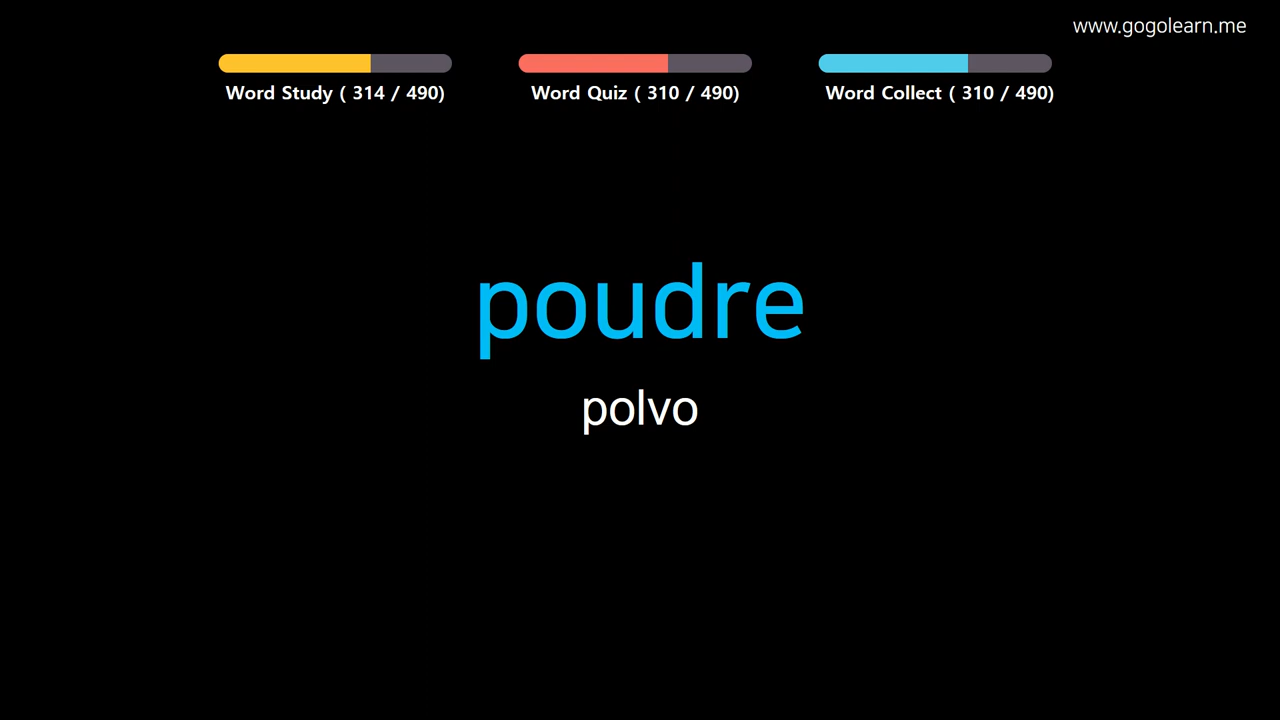 www.gogolearn.me
Word Study ( 314 / 490)
Word Quiz ( 310 / 490)
Word Collect ( 310 / 490)
poudre
polvo